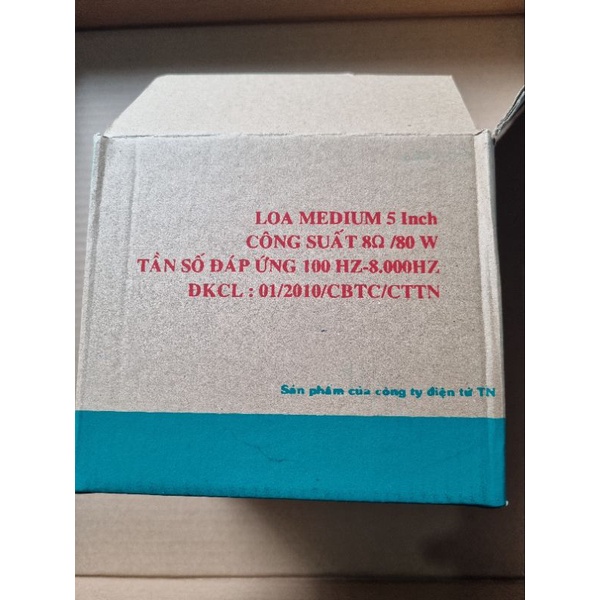 LOA MEDIUM 5 Inch
CÔNG SUẤT 8Ω /80 W
TẦN SỐ ĐÁP ỨNG 100 HZ-8.000HZ
ĐKCL : 01/2010/CBTC/CTTN
Sản phẩm của công ty điện tử TN